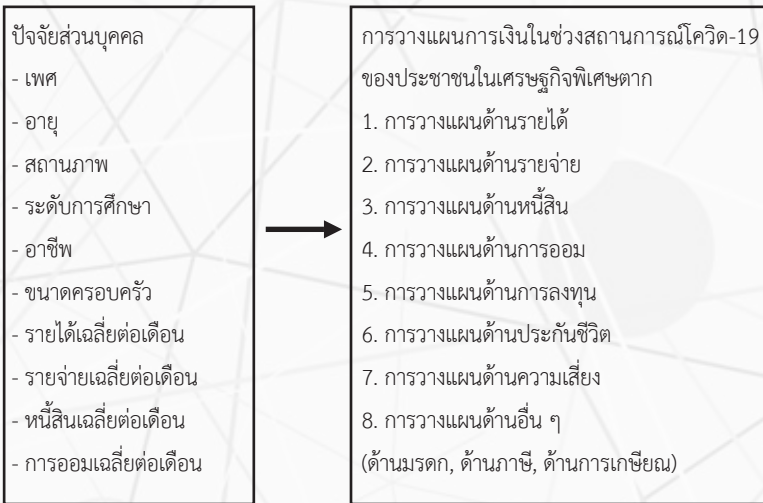 ปัจจัยส่วนบุคคล
- เพศ
- อายุ
- สถานภาพ
- ระดับการศึกษา
- อาชีพ
- ขนาดครอบครัว
- รายได้เฉลี่ยต่อเดือน
- รายจ่ายเฉลี่ยต่อเดือน
- หนี้สินเฉลี่ยต่อเดือน
- การออมเฉลี่ยต่อเดือน
การวางแผนการเงินในช่วงสถานการณ์โควิด-19
ของประชาชนในเศรษฐกิจพิเศษตาก
1. การวางแผนด้านรายได้
2. การวางแผนด้านรายจ่าย
3. การวางแผนด้านหนี้สิน
4. การวางแผนด้านการออม
5. การวางแผนด้านการลงทุน
6. การวางแผนด้านประกันชีวิต
7. การวางแผนด้านความเสี่ยง
8. การวางแผนด้านอื่น ๆ
(ด้านมรดก, ด้านภาษี, ด้านการเกษียณ)